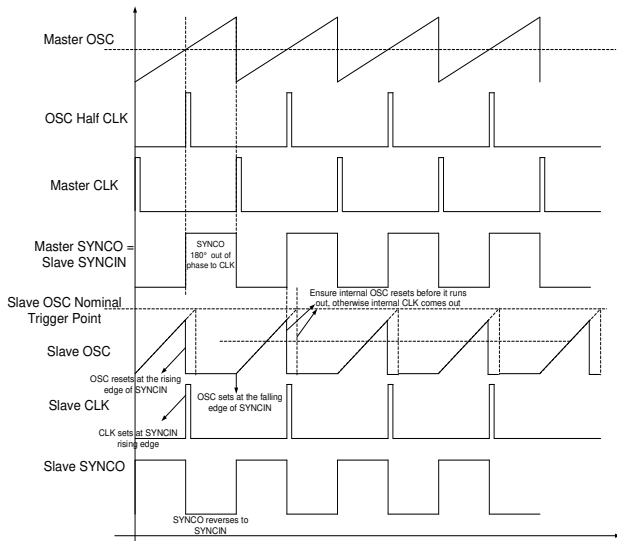 Master OSC
OSC Half CLK
Master CLK
Master SYNCO =
Slave SYNCIN
SYNCO
180° out of
phase to CLK
Ensure internal OSC resets before it runs
out, otherwise internal CLK comes out
Slave OSC Nominal
Trigger Point
Slave OSC
OSC resets at the rising
edge of SYNCIN
OSC sets at the falling
edge of SYNCIN
Slave CLK
CLK sets at SYNCIN
rising edge
Slave SYNCO
SYNCO reverses to
SYNCIN